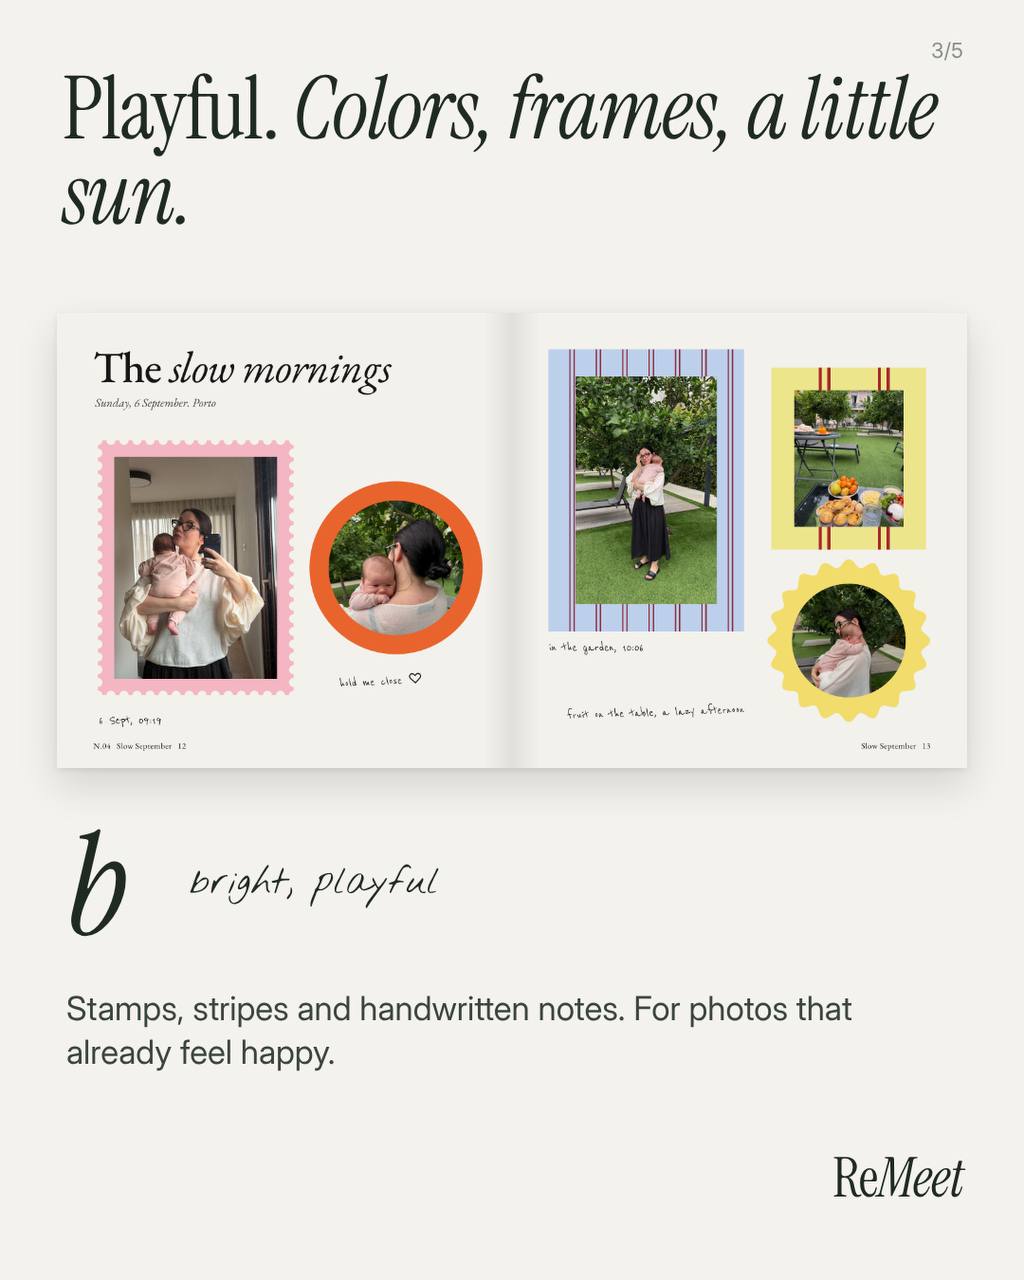 3/5
Playful. Colors, frames, a little
sun.
The slow mornings
Sunday, 6 September. Porto
hold me close ♡
6 Sept, 09:19
N.04 Slow September 12
in the garden, 10:06
fruit on the table, a lazy afternoon
Slow September 13
b
bright, playful
Stamps, stripes and handwritten notes. For photos that
already feel happy.
ReMeet